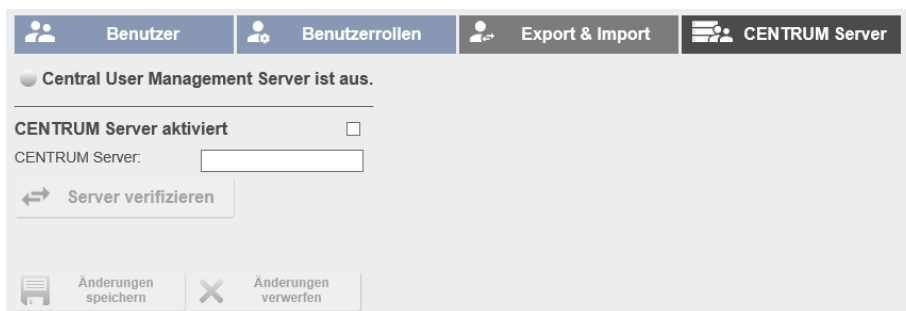 Benutzer Benutzerrollen Export & Import CENTRUM Server
Central User Management Server ist aus.
CENTRUM Server aktiviert
CENTRUM Server:
Server verifizieren
Änderungen speichern
Änderungen verwerfen